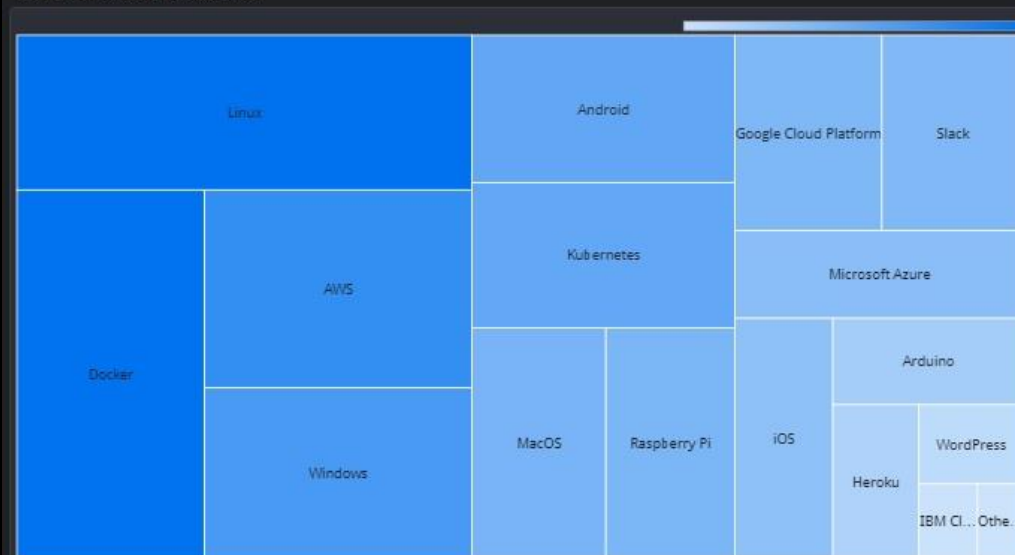 Linux
Android
Google Cloud Platform
Slack
Kubernetes
Microsoft Azure
AWS
Docker
Windows
MacOS
Raspberry Pi
iOS
Arduino
WordPress
Heroku
IBM Cl...
Othe.